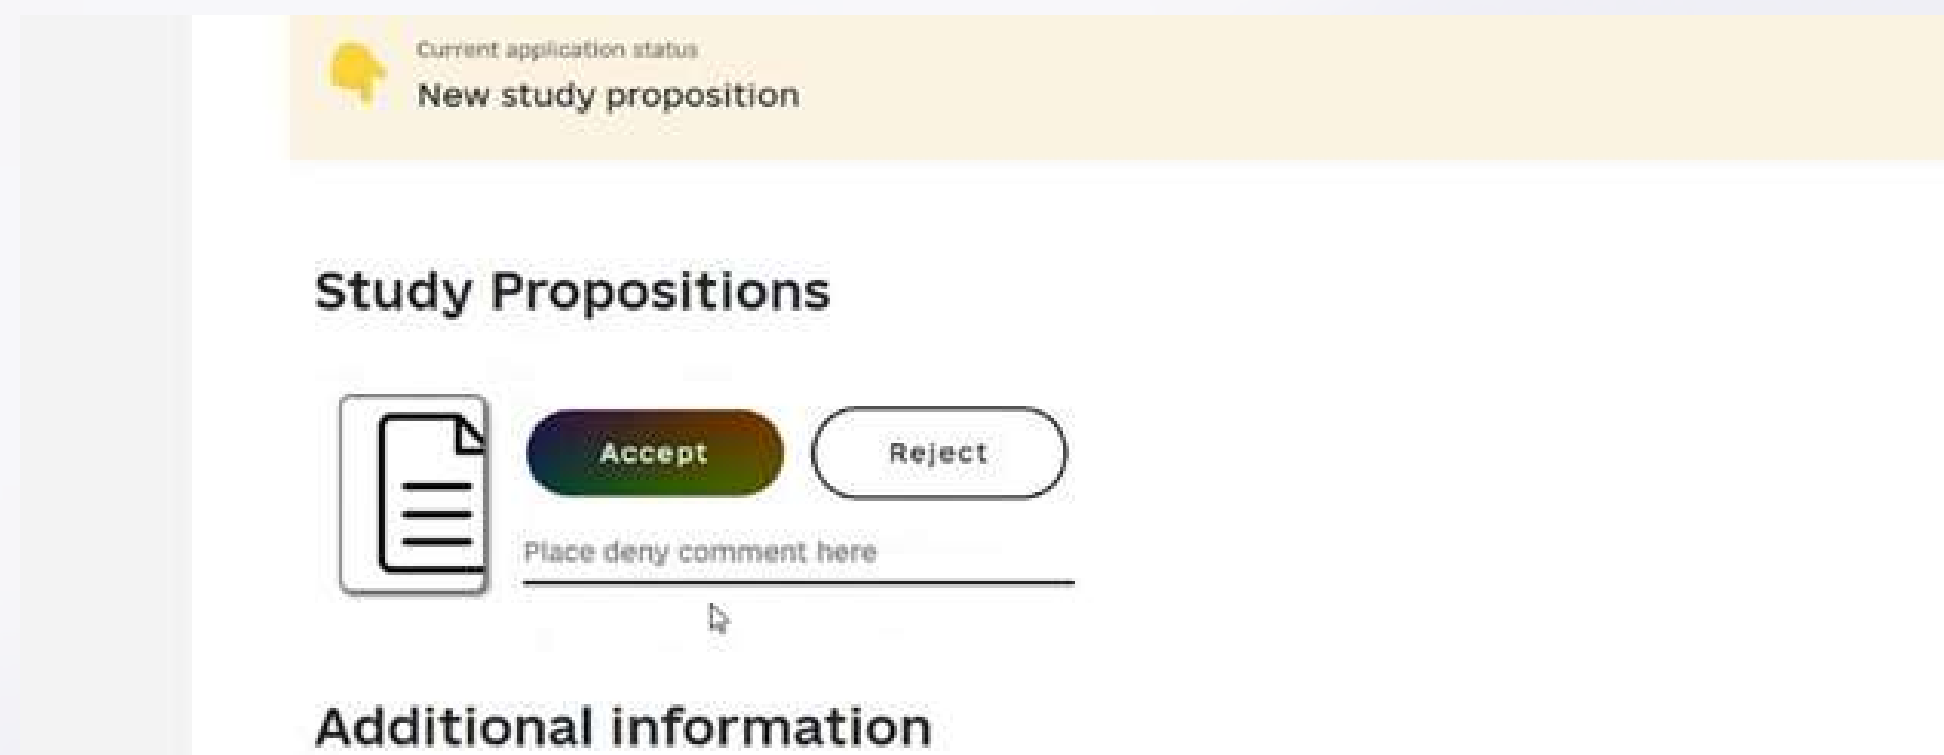 Current application status
New study proposition
Study Propositions
Accept
Reject
Place deny comment here
Additional information